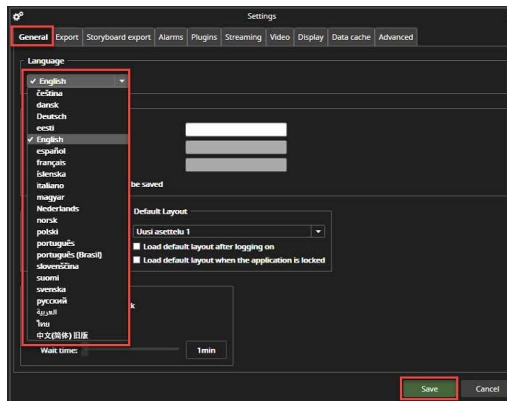 Settings
General Export Storyboard export Alarms Plugins Streaming Video Display Data cache Advanced
Language
✓ English
čeština
dansk
Deutsch
eesti
✓ English
español
français
íslenska
italiano
magyar
Nederlands
norsk
polski
português
português (Brasil)
slovenščina
suomi
svenska
русский
العربية
ไทย
中文(简体) 旧版
be saved
Default Layout
Uusi asettelu 1
Load default layout after logging on
Load default layout when the application is locked
k
Wait time:
1min
Save Cancel